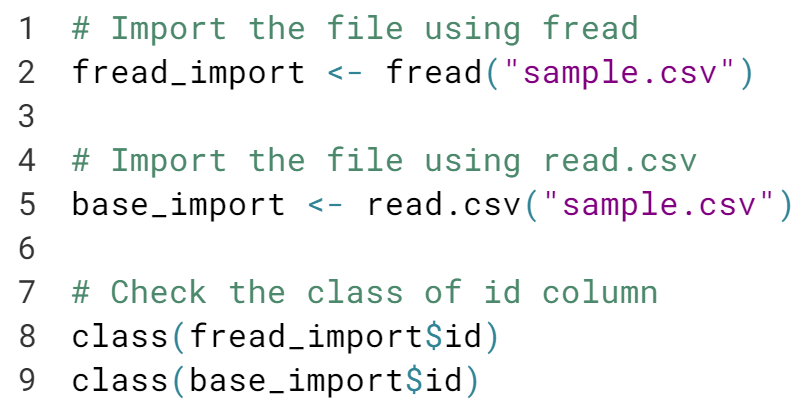 1 # Import the file using fread
2 fread_import <- fread("sample.csv")
3
4 # Import the file using read.csv
5 base_import <- read.csv("sample.csv")
6
7 # Check the class of id column
8 class(fread_import$id)
9 class(base_import$id)